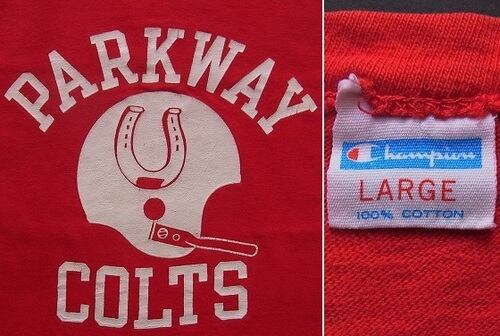 PARKWAY
COLTS
Champion
LARGE
100% COTTON